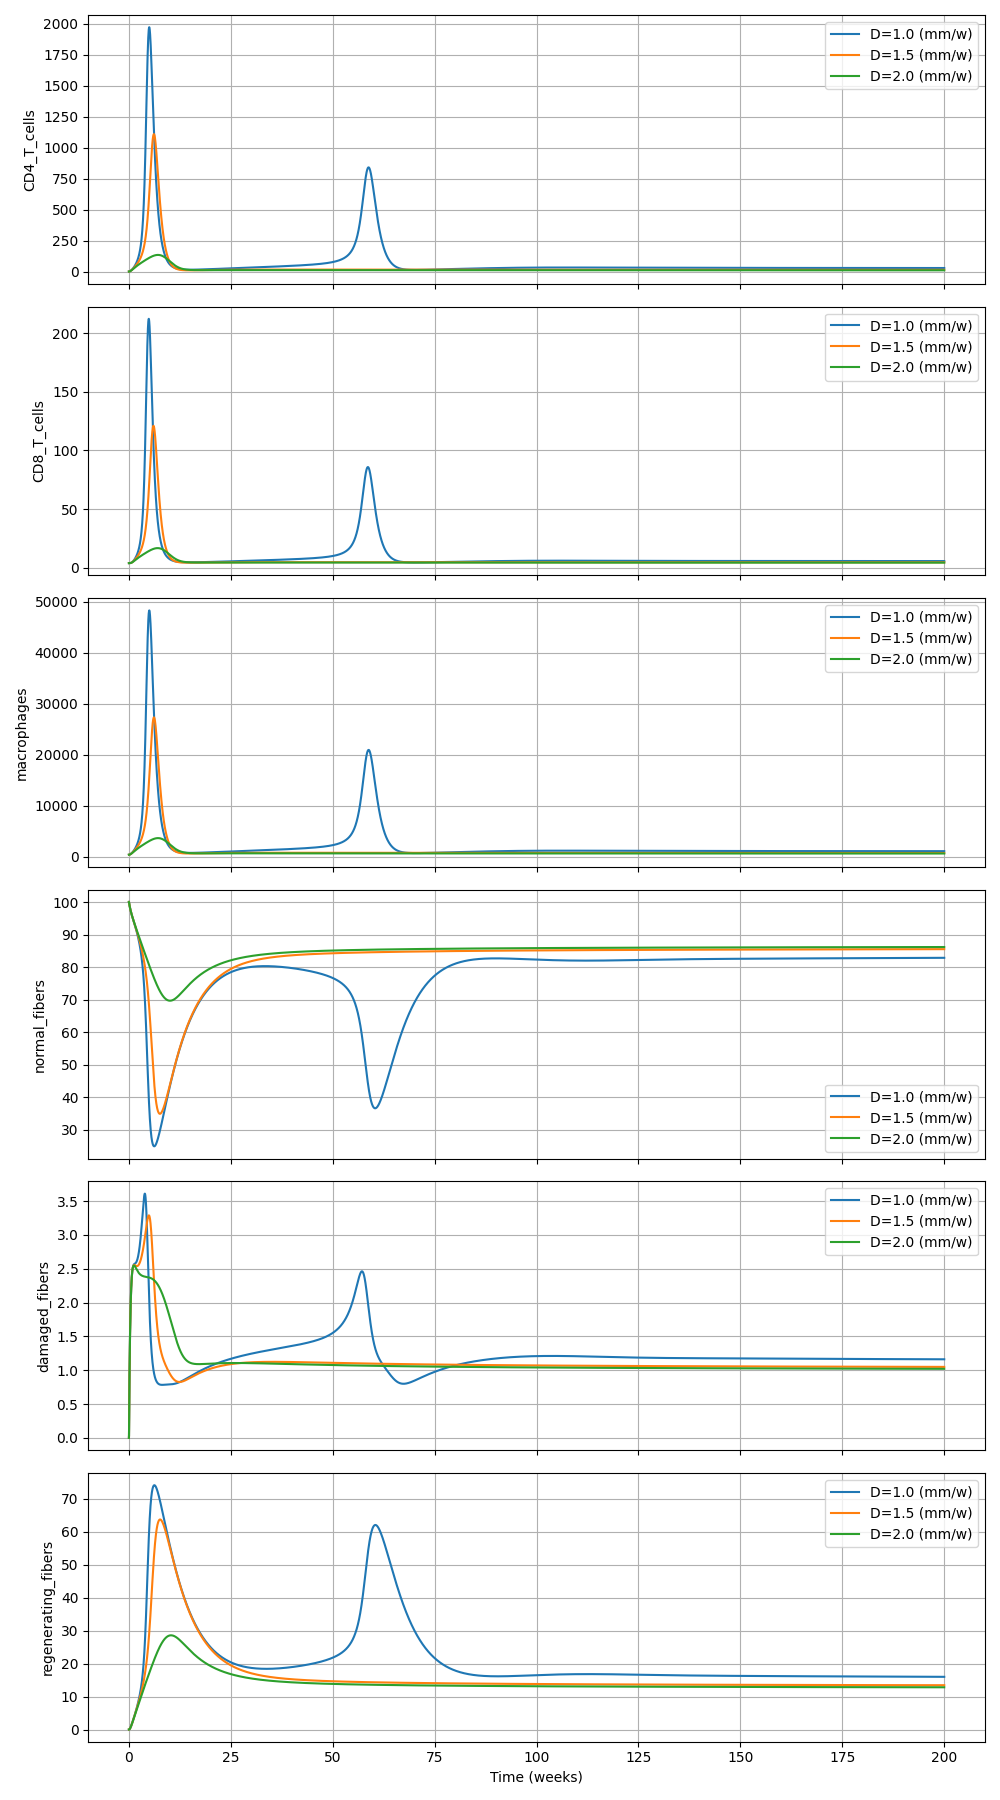 2000
1750
1500
1250
1000
750
500
250
0
CD4_T_cells
D=1.0 (mm/w)
D=1.5 (mm/w)
D=2.0 (mm/w)
200
150
100
50
0
CD8_T_cells
D=1.0 (mm/w)
D=1.5 (mm/w)
D=2.0 (mm/w)
50000
40000
30000
20000
10000
0
macrophages
D=1.0 (mm/w)
D=1.5 (mm/w)
D=2.0 (mm/w)
100
90
80
70
60
50
40
30
normal_fibers
D=1.0 (mm/w)
D=1.5 (mm/w)
D=2.0 (mm/w)
3.5
3.0
2.5
2.0
1.5
1.0
0.5
0.0
damaged_fibers
D=1.0 (mm/w)
D=1.5 (mm/w)
D=2.0 (mm/w)
70
60
50
40
30
20
10
0
regenerating_fibers
D=1.0 (mm/w)
D=1.5 (mm/w)
D=2.0 (mm/w)
0 25 50 75 100 125 150 175 200
Time (weeks)